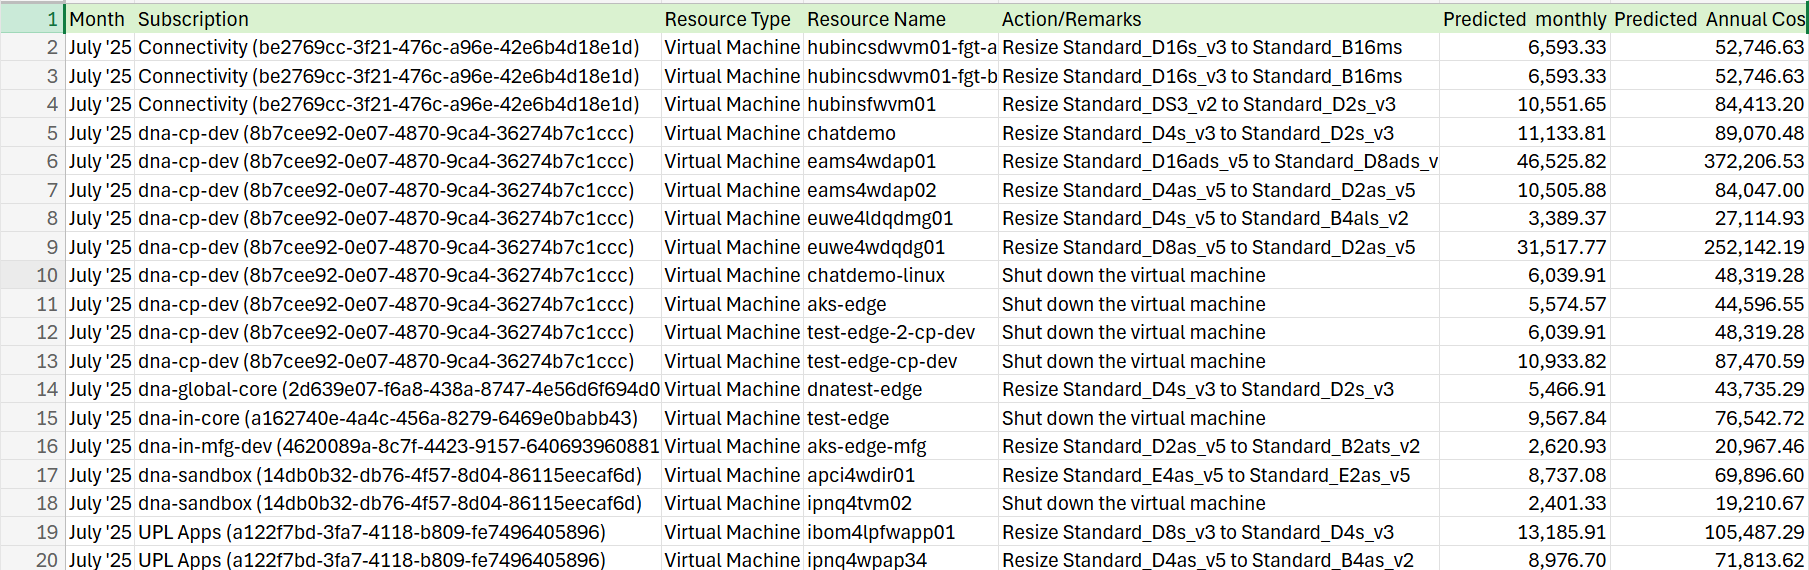 1 Month Subscription Resource Type Resource Name Action/Remarks Predicted monthly Predicted Annual Cos
2 July '25 Connectivity (be2769cc-3f21-476c-a96e-42e6b4d18e1d) Virtual Machine hubincsdwvm01-fgt-a Resize Standard_D16s_v3 to Standard_B16ms 6,593.33 52,746.63
3 July '25 Connectivity (be2769cc-3f21-476c-a96e-42e6b4d18e1d) Virtual Machine hubincsdwvm01-fgt-b Resize Standard_D16s_v3 to Standard_B16ms 6,593.33 52,746.63
4 July '25 Connectivity (be2769cc-3f21-476c-a96e-42e6b4d18e1d) Virtual Machine hubinsfwvm01 Resize Standard_DS3_v2 to Standard_D2s_v3 10,551.65 84,413.20
5 July '25 dna-cp-dev (8b7cee92-0e07-4870-9ca4-36274b7c1ccc) Virtual Machine chatdemo Resize Standard_D4s_v3 to Standard_D2s_v3 11,133.81 89,070.48
6 July '25 dna-cp-dev (8b7cee92-0e07-4870-9ca4-36274b7c1ccc) Virtual Machine eams4wdap01 Resize Standard_D16ads_v5 to Standard_D8ads_v 46,525.82 372,206.53
7 July '25 dna-cp-dev (8b7cee92-0e07-4870-9ca4-36274b7c1ccc) Virtual Machine eams4wdap02 Resize Standard_D4as_v5 to Standard_D2as_v5 10,505.88 84,047.00
8 July '25 dna-cp-dev (8b7cee92-0e07-4870-9ca4-36274b7c1ccc) Virtual Machine euwe4ldqdmg01 Resize Standard_D4s_v5 to Standard_B4als_v2 3,389.37 27,114.93
9 July '25 dna-cp-dev (8b7cee92-0e07-4870-9ca4-36274b7c1ccc) Virtual Machine euwe4wdqdg01 Resize Standard_D8as_v5 to Standard_D2as_v5 31,517.77 252,142.19
10 July '25 dna-cp-dev (8b7cee92-0e07-4870-9ca4-36274b7c1ccc) Virtual Machine chatdemo-linux Shut down the virtual machine 6,039.91 48,319.28
11 July '25 dna-cp-dev (8b7cee92-0e07-4870-9ca4-36274b7c1ccc) Virtual Machine aks-edge Shut down the virtual machine 5,574.57 44,596.55
12 July '25 dna-cp-dev (8b7cee92-0e07-4870-9ca4-36274b7c1ccc) Virtual Machine test-edge-2-cp-dev Shut down the virtual machine 6,039.91 48,319.28
13 July '25 dna-cp-dev (8b7cee92-0e07-4870-9ca4-36274b7c1ccc) Virtual Machine test-edge-cp-dev Shut down the virtual machine 10,933.82 87,470.59
14 July '25 dna-global-core (2d639e07-f6a8-438a-8747-4e56d6f694d0 Virtual Machine dnatest-edge Resize Standard_D4s_v3 to Standard_D2s_v3 5,466.91 43,735.29
15 July '25 dna-in-core (a162740e-4a4c-456a-8279-6469e0babb43) Virtual Machine test-edge Shut down the virtual machine 9,567.84 76,542.72
16 July '25 dna-in-mfg-dev (4620089a-8c7f-4423-9157-640693960881 Virtual Machine aks-edge-mfg Resize Standard_D2as_v5 to Standard_B2ats_v2 2,620.93 20,967.46
17 July '25 dna-sandbox (14db0b32-db76-4f57-8d04-86115eecaf6d) Virtual Machine apci4wdir01 Resize Standard_E4as_v5 to Standard_E2as_v5 8,737.08 69,896.60
18 July '25 dna-sandbox (14db0b32-db76-4f57-8d04-86115eecaf6d) Virtual Machine ipnq4tvm02 Shut down the virtual machine 2,401.33 19,210.67
19 July '25 UPL Apps (a122f7bd-3fa7-4118-b809-fe7496405896) Virtual Machine ibom4lpfwapp01 Resize Standard_D8s_v3 to Standard_D4s_v3 13,185.91 105,487.29
20 July '25 UPL Apps (a122f7bd-3fa7-4118-b809-fe7496405896) Virtual Machine ipnq4wpap34 Resize Standard_D4as_v5 to Standard_B4as_v2 8,976.70 71,813.62